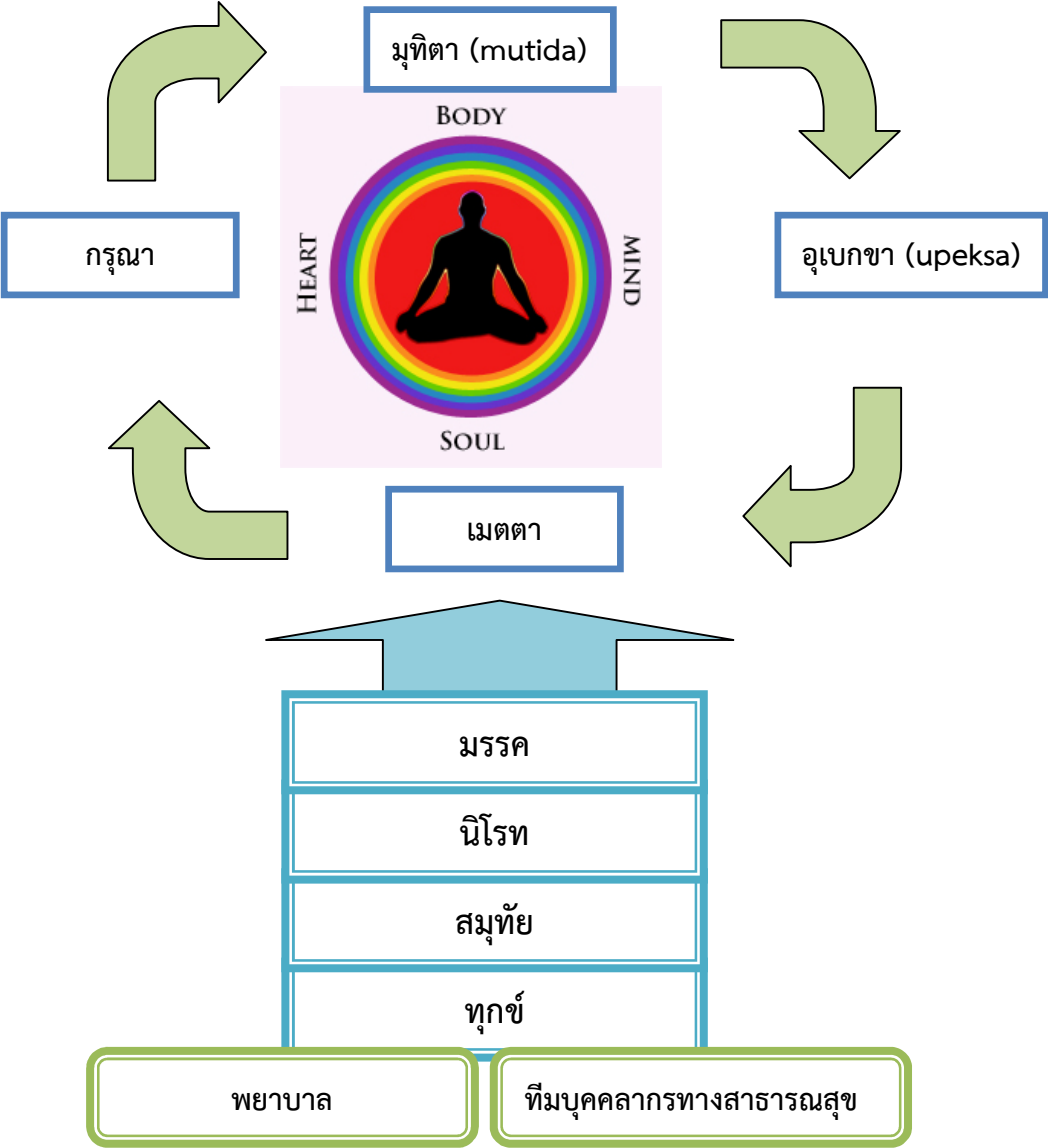 มุทิตา (mutida)
BODY
กรุณา
HEART
MIND
อุเบกขา (upeksa)
SOUL
เมตตา
มรรค
นิโรท
สมุทัย
ทุกข์
พยาบาล
ทีมบุคคลากรทางสาธารณสุข